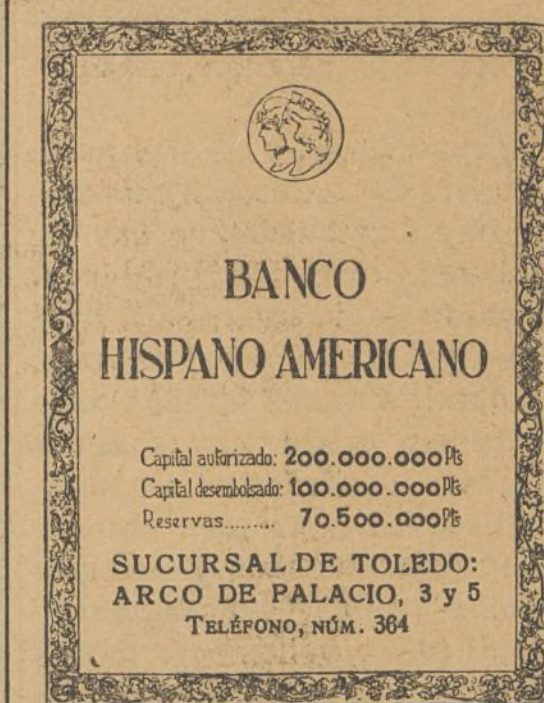 BANCO
HISPANO AMERICANO
Capital autorizado: 200.000.000 Pts
Capital desembolsado: 100.000.000 Pts
Reservas......... 70.500.000 Pts
SUCURSAL DE TOLEDO:
ARCO DE PALACIO, 3 y 5
TELÉFONO, NÚM. 364